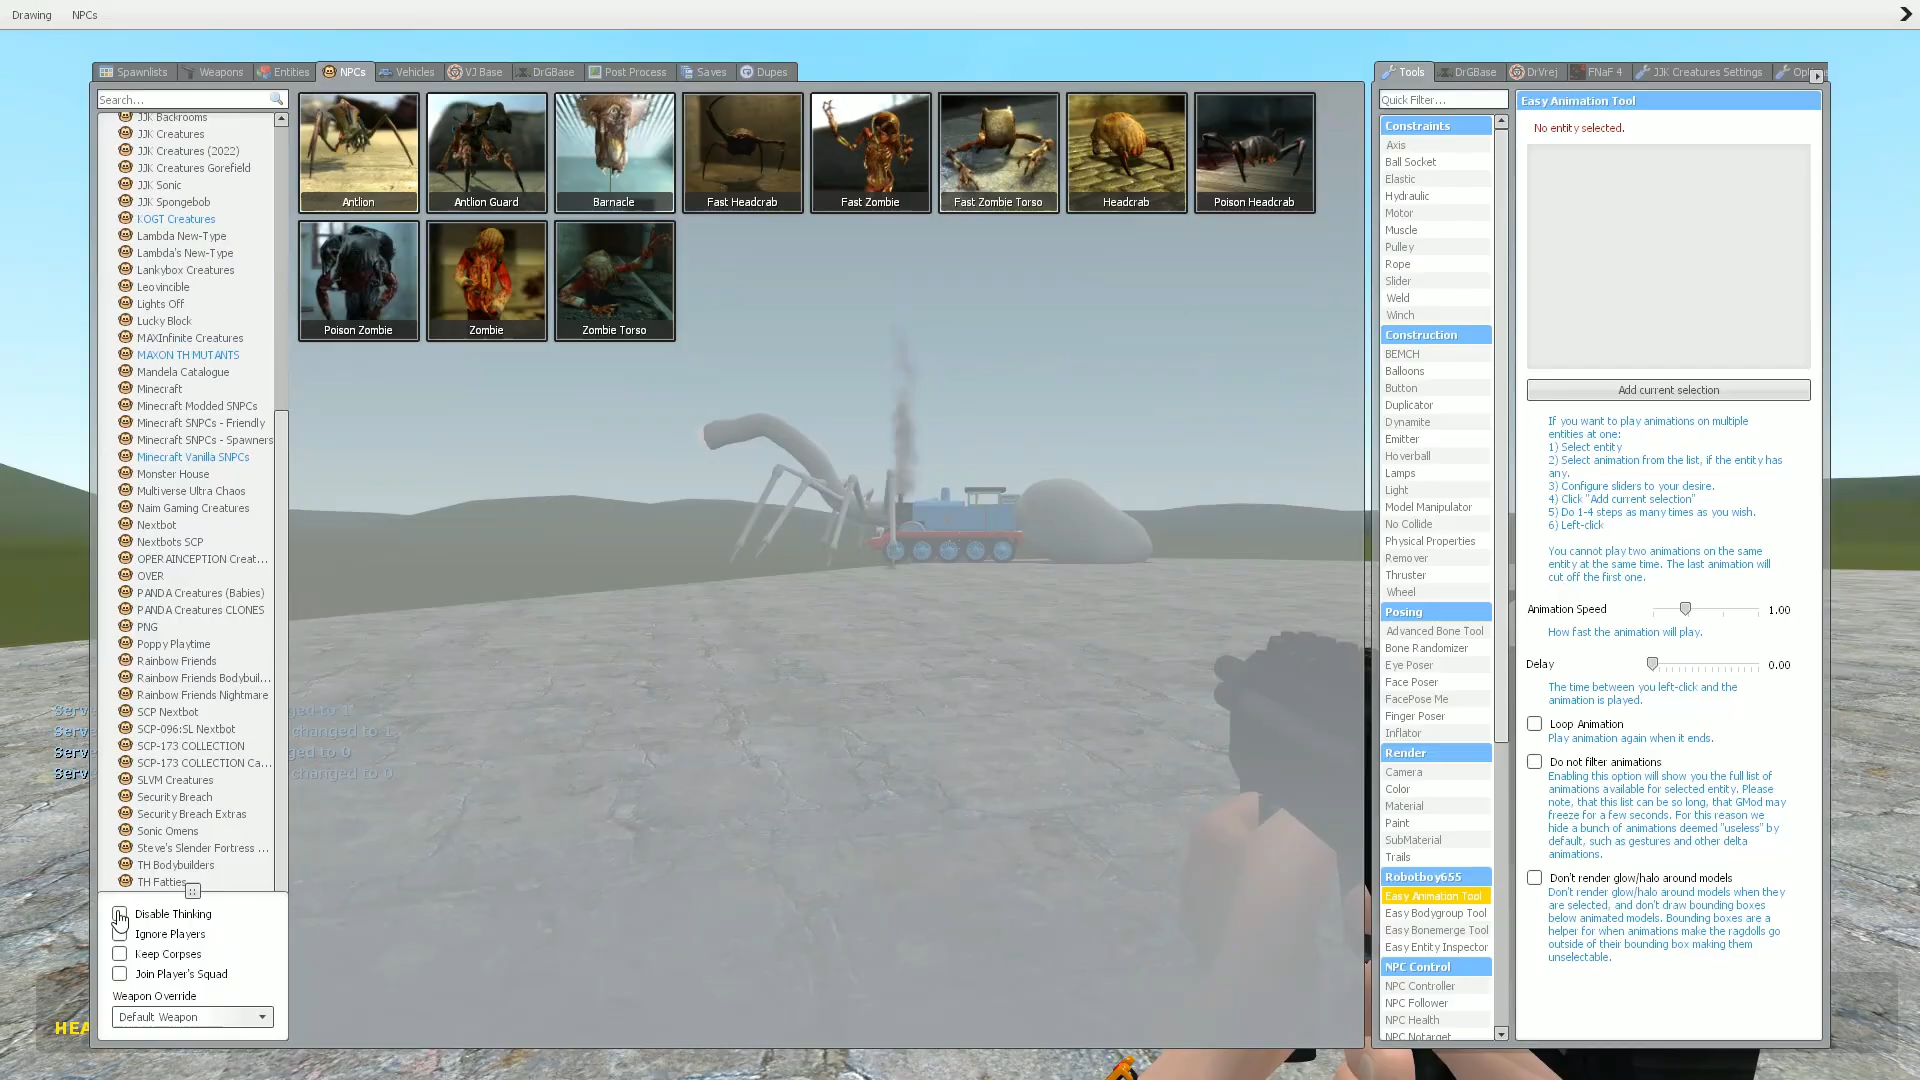 Drawing NPCs
Spawnlists Weapons Entities NPCs Vehicles VJ Base DrGBase Post Process Saves Dupes
Search...
JJK Backrooms
JJK Creatures
JJK Creatures (2022)
JJK Creatures Gorefield
JJK Sonic
JJK Spongebob
KOGT Creatures
Lambda New-Type
Lambda's New-Type
Lankybox Creatures
Leovincible
Lights Off
Lucky Block
MAXInfinite Creatures
MAXON TH MUTANTS
Mandela Catalogue
Minecraft
Minecraft Modded SNPCs
Minecraft SNPCs - Friendly
Minecraft SNPCs - Spawners
Minecraft Vanilla SNPCs
Monster House
Multiverse Ultra Chaos
Naim Gaming Creatures
Nextbot
Nextbots SCP
OPER AINCEPTION Creat...
OVER
PANDA Creatures (Babies)
PANDA Creatures CLONES
PNG
Poppy Playtime
Rainbow Friends
Rainbow Friends Bodybuil...
Rainbow Friends Nightmare
SCP Nextbot
SCP-096:SL Nextbot
SCP-173 COLLECTION
SCP-173 COLLECTION Ca...
SLVM Creatures
Security Breach
Security Breach Extras
Sonic Omens
Steve's Slender Fortress ...
TH Bodybuilders
TH Fatties
Disable Thinking
Ignore Players
Keep Corpses
Join Player's Squad
Weapon Override
Default Weapon
Antlion Antlion Guard Barnacle Fast Headcrab Fast Zombie Fast Zombie Torso Headcrab Poison Headcrab
Poison Zombie Zombie Zombie Torso
Serv ged to 1
Serv changed to 1
Serv ged to 0
Serv changed to 0
HEA
Tools DrGBase DrVrej FNaF 4 JJK Creatures Settings
Quick Filter...
Constraints
Axis
Ball Socket
Elastic
Hydraulic
Motor
Muscle
Pulley
Rope
Slider
Weld
Winch
Construction
BEMCH
Balloons
Button
Duplicator
Dynamite
Emitter
Hoverball
Lamps
Light
Model Manipulator
No Collide
Physical Properties
Remover
Thruster
Wheel
Posing
Advanced Bone Tool
Bone Randomizer
Eye Poser
Face Poser
FacePose Me
Finger Poser
Inflator
Render
Camera
Color
Material
Paint
SubMaterial
Trails
Robotboy655
Easy Animation Tool
Easy Bodygroup Tool
Easy Bonemerge Tool
Easy Entity Inspector
NPC Control
NPC Controller
NPC Follower
NPC Health
NPC Notarget
Easy Animation Tool
No entity selected.
Add current selection
If you want to play animations on multiple
entities at one:
1) Select entity
2) Select animation from the list, if the entity has
any.
3) Configure sliders to your desire.
4) Click "Add current selection"
5) Do 1-4 steps as many times as you wish.
6) Left-click
You cannot play two animations on the same
entity at the same time. The last animation will
cut off the first one.
Animation Speed 1.00
How fast the animation will play.
Delay 0.00
The time between you left-click and the
animation is played.
Loop Animation
Play animation again when it ends.
Do not filter animations
Enabling this option will show you the full list of
animations available for selected entity. Please
note, that this list can be so long, that GMod may
freeze for a few seconds. For this reason we
hide a bunch of animations deemed "useless" by
default, such as gestures and other delta
animations.
Don't render glow/halo around models
Don't render glow/halo around models when they
are selected, and don't draw bounding boxes
below animated models. Bounding boxes are a
helper for when animations make the ragdolls go
outside of their bounding box making them
unselectable.